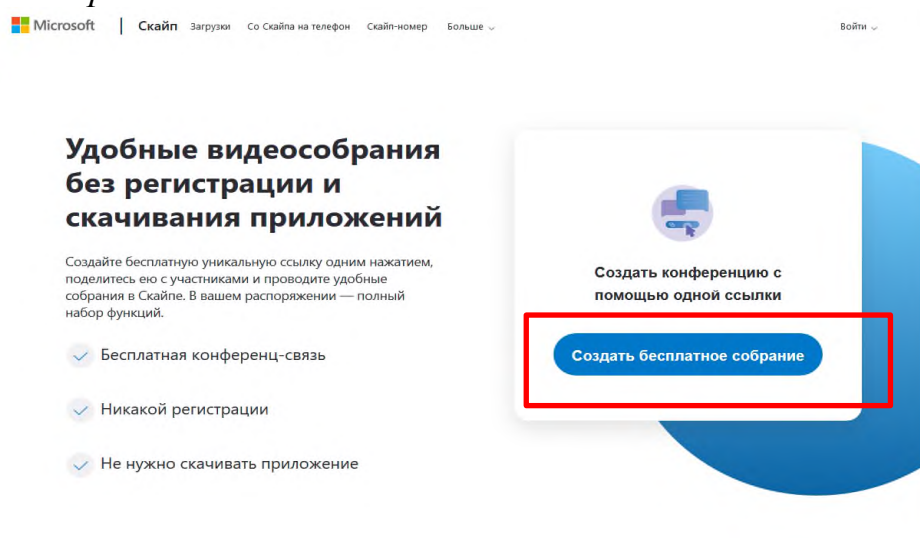 Microsoft | Скайп Загрузки Со Скайпа на телефон Скайп-номер Больше Войти
Удобные видеособрания
без регистрации и
скачивания приложений
Создайте бесплатную уникальную ссылку одним нажатием,
поделитесь ею с участниками и проводите удобные
собрания в Скайпе. В вашем распоряжении — полный
набор функций.
Бесплатная конференц-связь
Никакой регистрации
Не нужно скачивать приложение
Создать конференцию с
помощью одной ссылки
Создать бесплатное собрание